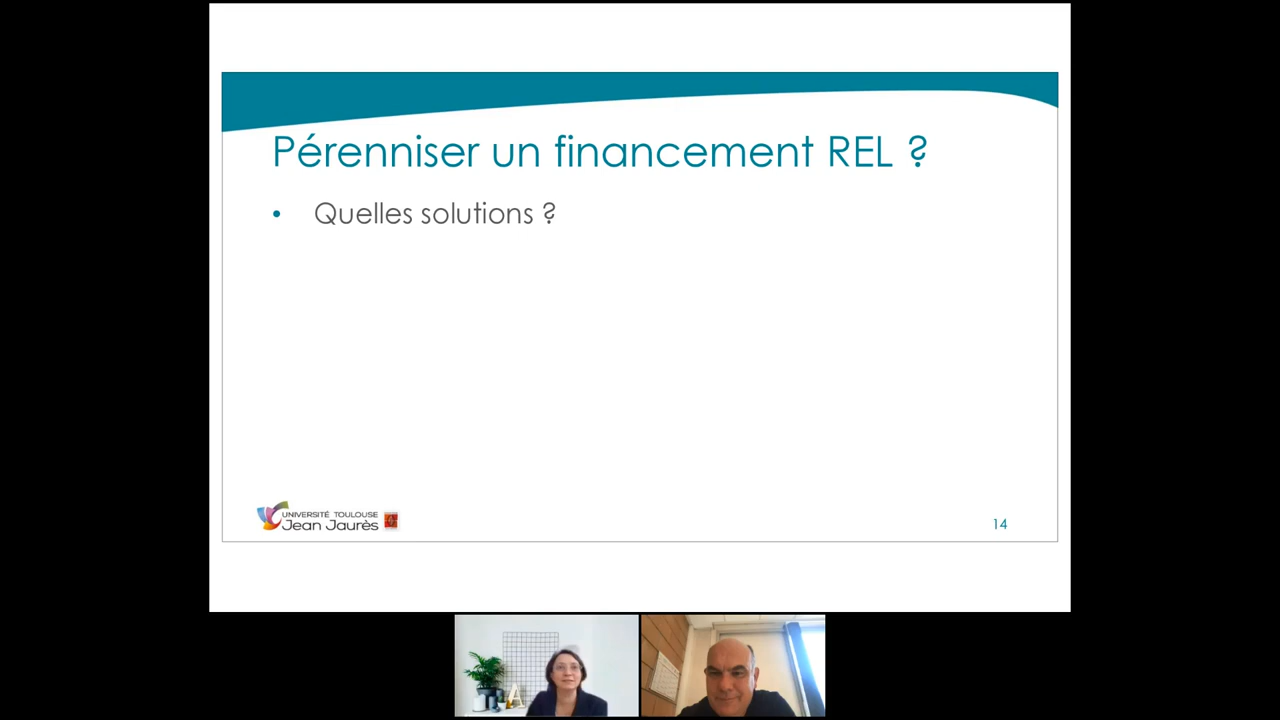 Pérenniser un financement REL ?
• Quelles solutions ?
UNIVERSITÉ TOULOUSE
Jean Jaurès
14
A